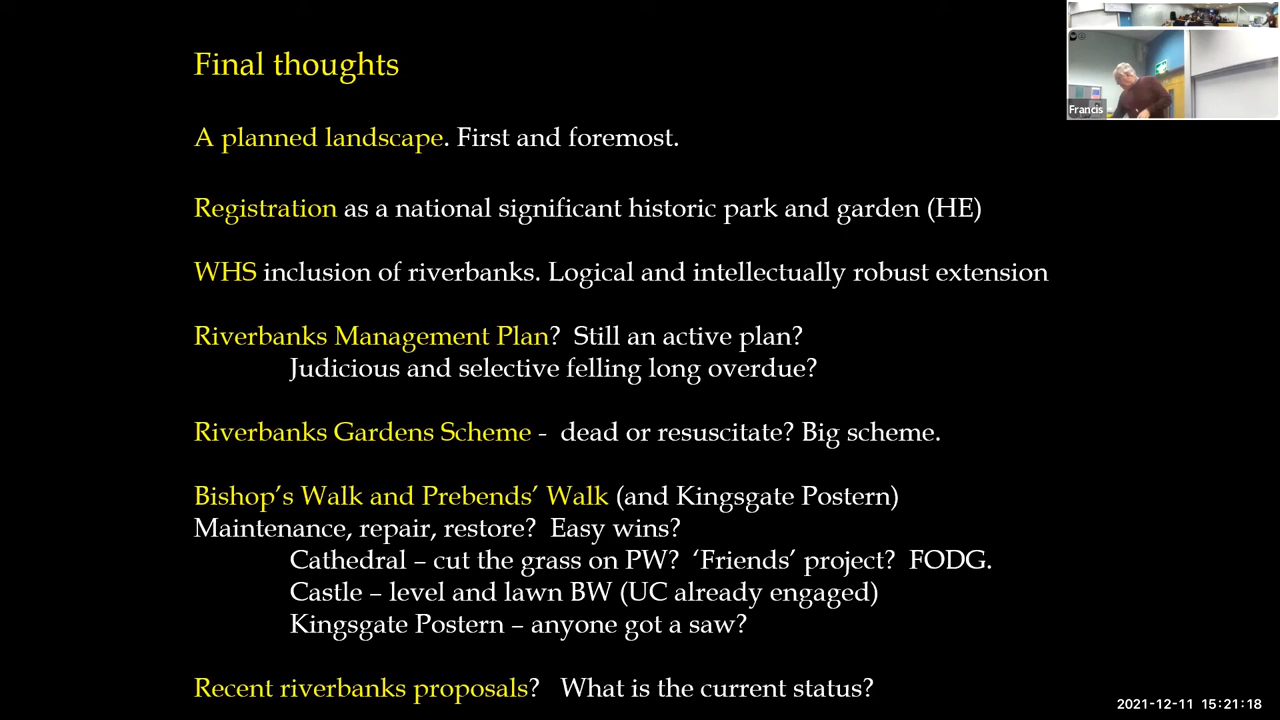 Final thoughts
A planned landscape. First and foremost.
Registration as a national significant historic park and garden (HE)
WHS inclusion of riverbanks. Logical and intellectually robust extension
Riverbanks Management Plan? Still an active plan?
Judicious and selective felling long overdue?
Riverbanks Gardens Scheme - dead or resuscitate? Big scheme.
Bishop’s Walk and Prebends’ Walk (and Kingsgate Postern)
Maintenance, repair, restore? Easy wins?
Cathedral – cut the grass on PW? ‘Friends’ project? FODG.
Castle – level and lawn BW (UC already engaged)
Kingsgate Postern – anyone got a saw?
Recent riverbanks proposals? What is the current status?
Francis
2021-12-11 15:21:18